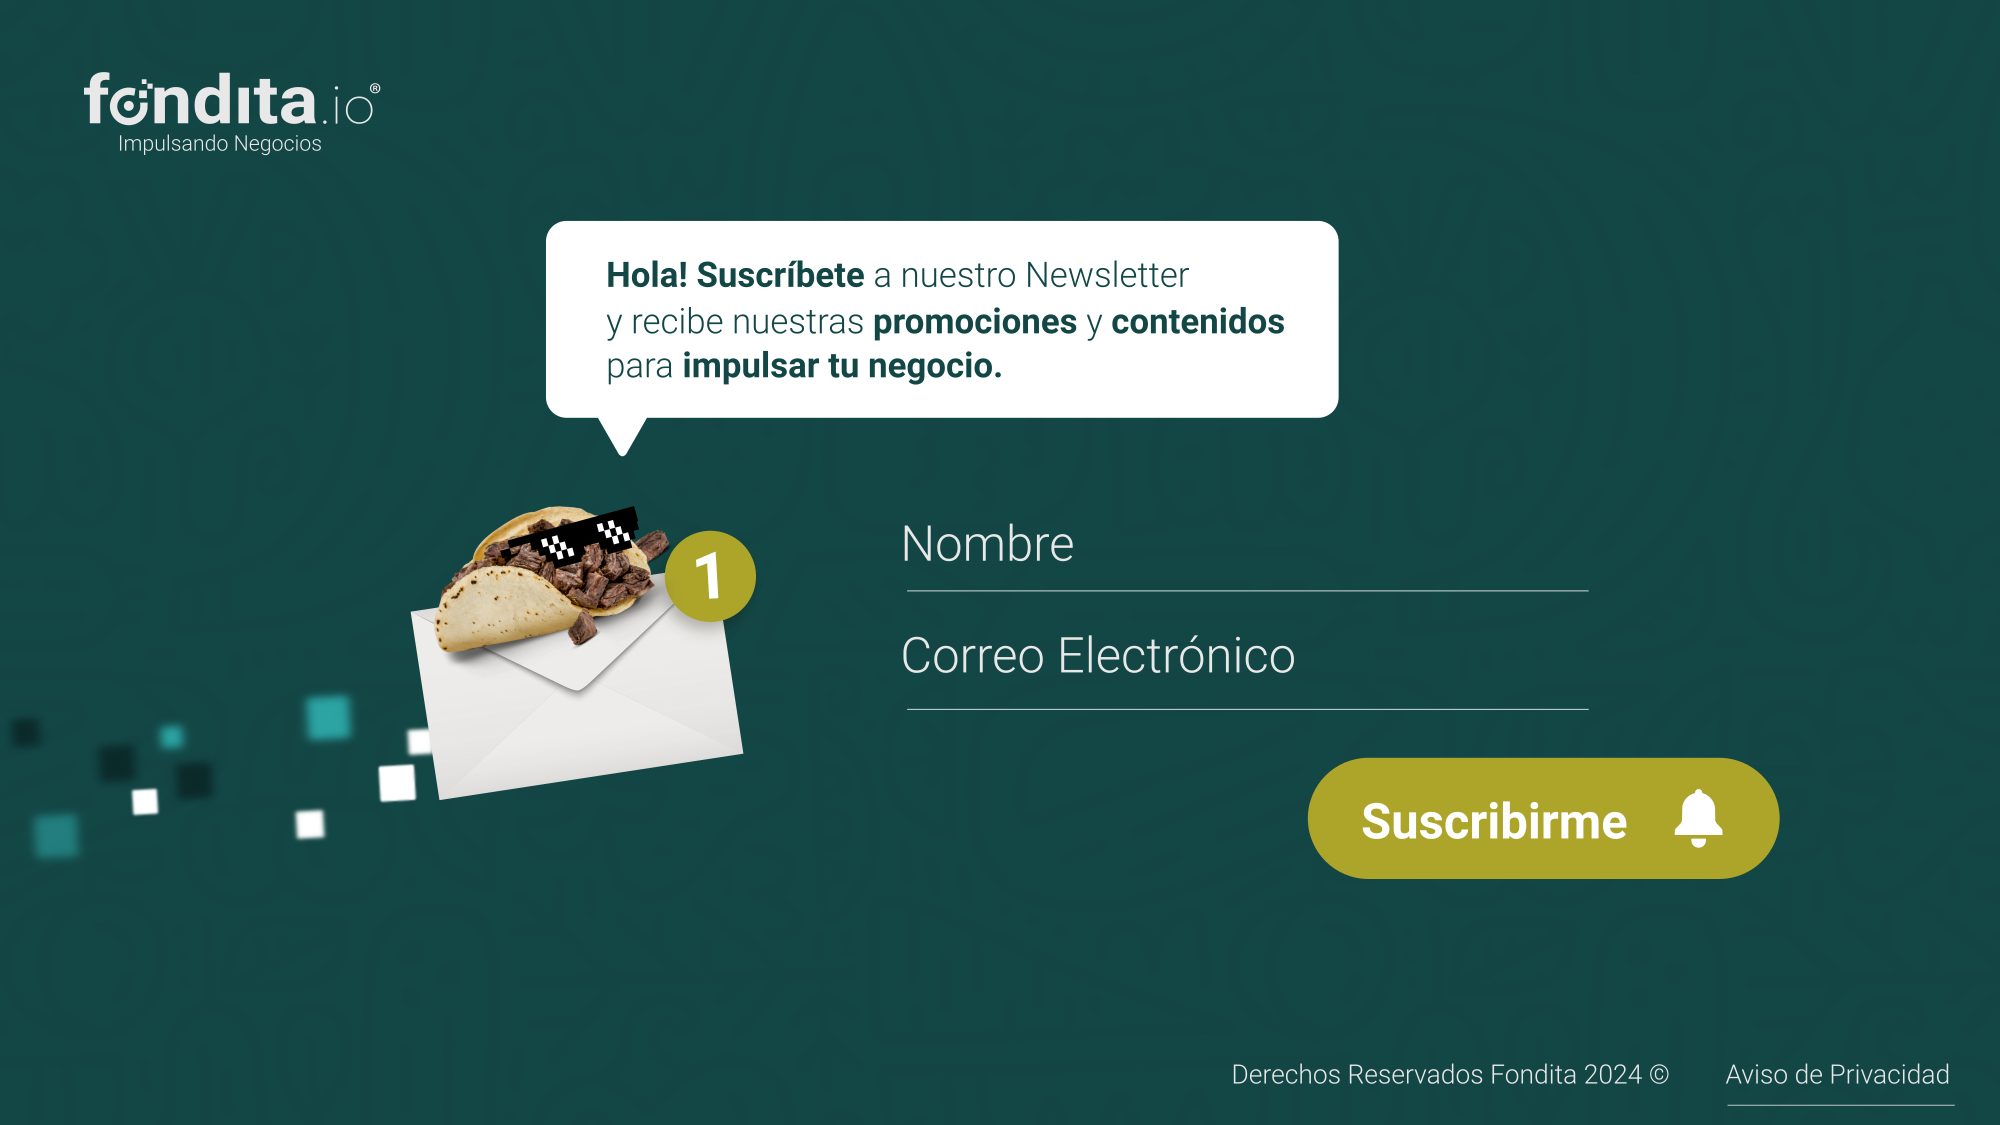 fondita.io®
Impulsando Negocios
Hola! Suscríbete a nuestro Newsletter
y recibe nuestras promociones y contenidos
para impulsar tu negocio.
1
Nombre
Correo Electrónico
Suscribirme
Derechos Reservados Fondita 2024 ©
Aviso de Privacidad